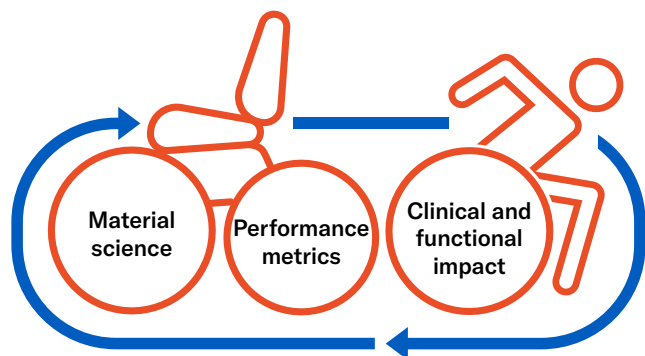 Material
science
Performance
metrics
Clinical and
functional
impact